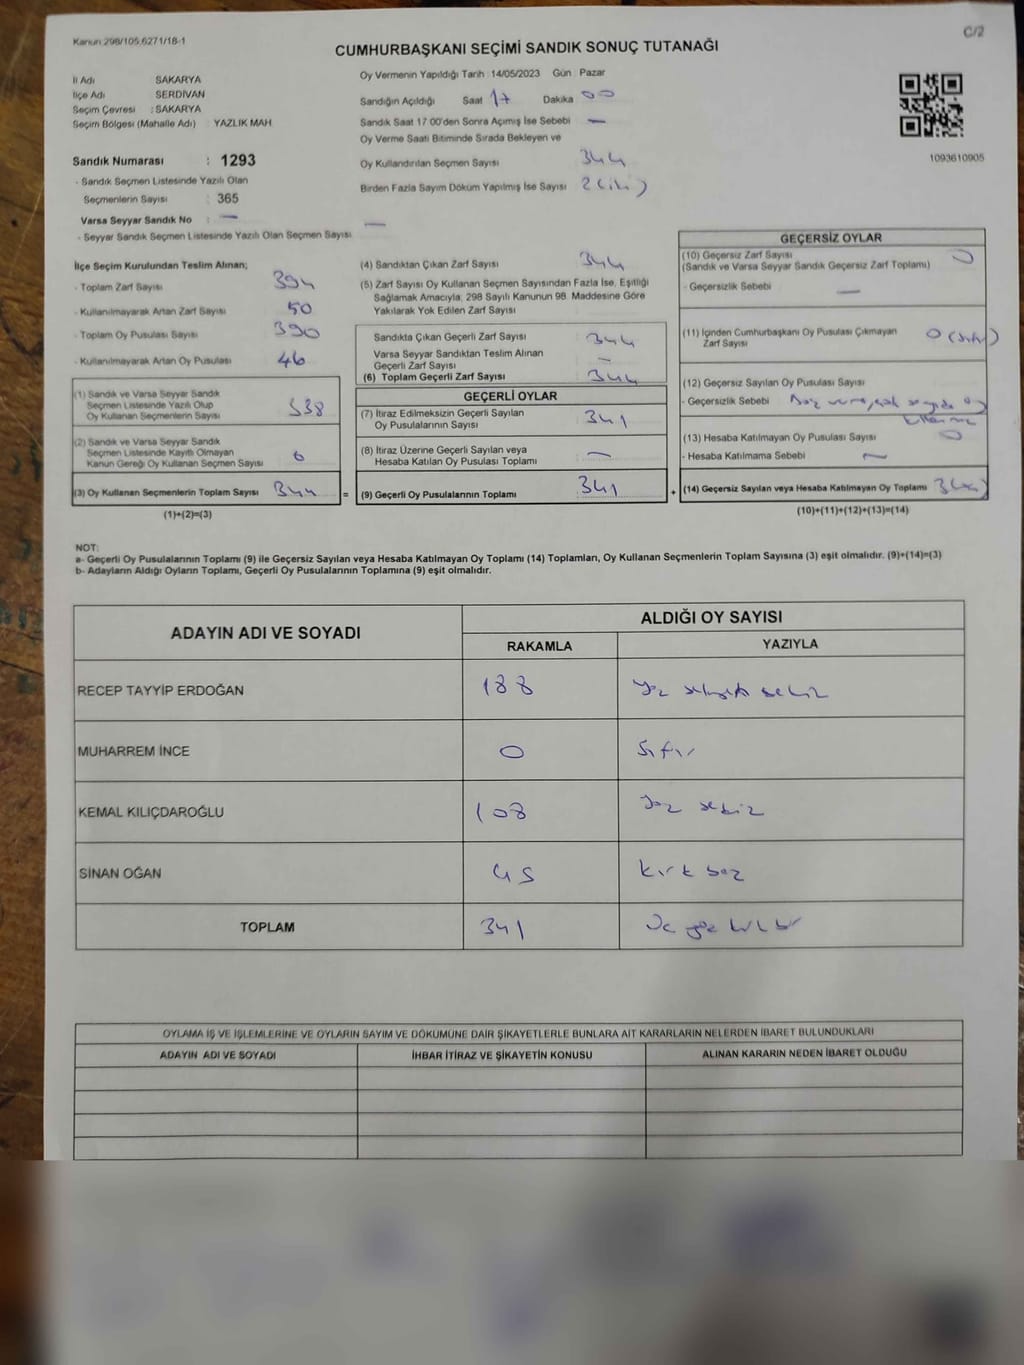 Kanun 298/105,6271/18-1
C/2
CUMHURBAŞKANI SEÇİMİ SANDIK SONUÇ TUTANAĞI
İl Adı SAKARYA
İlçe Adı SERDİVAN
Seçim Çevresi : SAKARYA
Seçim Bölgesi (Mahalle Adı) YAZLIK MAH.
Sandık Numarası : 1293
- Sandık Seçmen Listesinde Yazılı Olan
Seçmenlerin Sayısı : 365
Varsa Seyyar Sandık No : —
- Seyyar Sandık Seçmen Listesinde Yazılı Olan Seçmen Sayısı —
Oy Vermenin Yapıldığı Tarih : 14/05/2023 Gün : Pazar
Sandığın Açıldığı Saat 17 Dakika 00
Sandık Saat 17:00'den Sonra Açılmış İse Sebebi —
Oy Verme Saati Bitiminde Sırada Bekleyen ve
Oy Kullandırılan Seçmen Sayısı 344
Birden Fazla Sayım Döküm Yapılmış İse Sayısı 2 (iki)
1093610905
İlçe Seçim Kurulundan Teslim Alınan;
- Toplam Zarf Sayısı 394
- Kullanılmayarak Artan Zarf Sayısı 50
- Toplam Oy Pusulası Sayısı 390
- Kullanılmayarak Artan Oy Pusulası 46
(1) Sandık ve Varsa Seyyar Sandık
Seçmen Listesinde Yazılı Olup
Oy Kullanan Seçmenlerin Sayısı 338
(2) Sandık ve Varsa Seyyar Sandık
Seçmen Listesinde Kayıtlı Olmayan
Kanun Gereği Oy Kullanan Seçmen Sayısı 6
(3) Oy Kullanan Seçmenlerin Toplam Sayısı 344 =
(1)+(2)=(3)
(4) Sandıktan Çıkan Zarf Sayısı 344
(5) Zarf Sayısı Oy Kullanan Seçmen Sayısından Fazla İse, Eşitliği
Sağlamak Amacıyla, 298 Sayılı Kanunun 98. Maddesine Göre
Yakılarak Yok Edilen Zarf Sayısı
Sandıkta Çıkan Geçerli Zarf Sayısı 344
Varsa Seyyar Sandıktan Teslim Alınan
Geçerli Zarf Sayısı —
(6) Toplam Geçerli Zarf Sayısı 344
GEÇERLİ OYLAR
(7) İtiraz Edilmeksizin Geçerli Sayılan
Oy Pusulalarının Sayısı 341
(8) İtiraz Üzerine Geçerli Sayılan veya
Hesaba Katılan Oy Pusulası Toplamı —
(9) Geçerli Oy Pusulalarının Toplamı 341 +
GEÇERSİZ OYLAR
(10) Geçersiz Zarf Sayısı 0
(Sandık ve Varsa Seyyar Sandık Geçersiz Zarf Toplamı)
- Geçersizlik Sebebi —
(11) İçinden Cumhurbaşkanı Oy Pusulası Çıkmayan 0 (sıfır)
Zarf Sayısı
(12) Geçersiz Sayılan Oy Pusulası Sayısı
- Geçersizlik Sebebi
(13) Hesaba Katılmayan Oy Pusulası Sayısı 0
- Hesaba Katılmama Sebebi —
(14) Geçersiz Sayılan veya Hesaba Katılmayan Oy Toplamı 3
(10)+(11)+(12)+(13)=(14)
NOT:
a- Geçerli Oy Pusulalarının Toplamı (9) ile Geçersiz Sayılan veya Hesaba Katılmayan Oy Toplamı (14) Toplamları, Oy Kullanan Seçmenlerin Toplam Sayısına (3) eşit olmalıdır. (9)+(14)=(3)
b- Adayların Aldığı Oyların Toplamı, Geçerli Oy Pusulalarının Toplamına (9) eşit olmalıdır.
ADAYIN ADI VE SOYADI
ALDIĞI OY SAYISI
RAKAMLA YAZIYLA
RECEP TAYYİP ERDOĞAN 188 Yüz seksen sekiz
MUHARREM İNCE 0 Sıfır
KEMAL KILIÇDAROĞLU 108 Yüz sekiz
SİNAN OĞAN 45 Kırk beş
TOPLAM 341 Üç yüz kırk bir
OYLAMA İŞ VE İŞLEMLERİNE VE OYLARIN SAYIM VE DÖKÜMÜNE DAİR ŞİKAYETLERLE BUNLARA AİT KARARLARIN NELERDEN İBARET BULUNDUKLARI
ADAYIN ADI VE SOYADI İHBAR İTİRAZ VE ŞİKAYETİN KONUSU ALINAN KARARIN NEDEN İBARET OLDUĞU